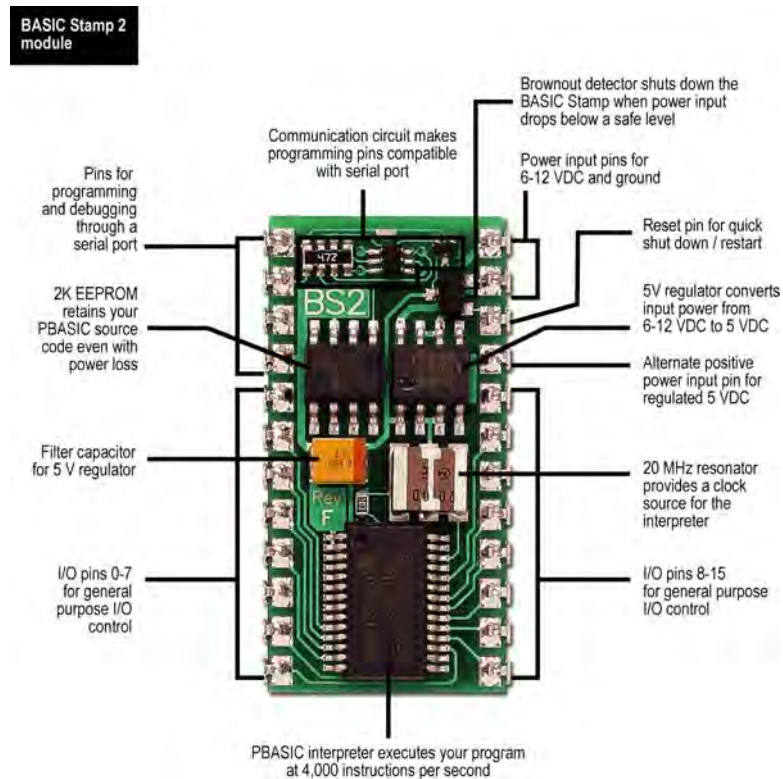 BASIC Stamp 2
module
Brownout detector shuts down the
BASIC Stamp when power input
drops below a safe level
Communication circuit makes
programming pins compatible
with serial port
Power input pins for
6-12 VDC and ground
Pins for
programming
and debugging
through a
serial port
Reset pin for quick
shut down / restart
2K EEPROM
retains your
PBASIC source
code even with
power loss
5V regulator converts
input power from
6-12 VDC to 5 VDC
Alternate positive
power input pin for
regulated 5 VDC
472
BS2
Filter capacitor
for 5 V regulator
20 MHz resonator
provides a clock
source for the
interpreter
Rev
F
I/O pins 0-7
for general
purpose I/O
control
I/O pins 8-15
for general purpose
I/O control
PBASIC interpreter executes your program
at 4,000 instructions per second